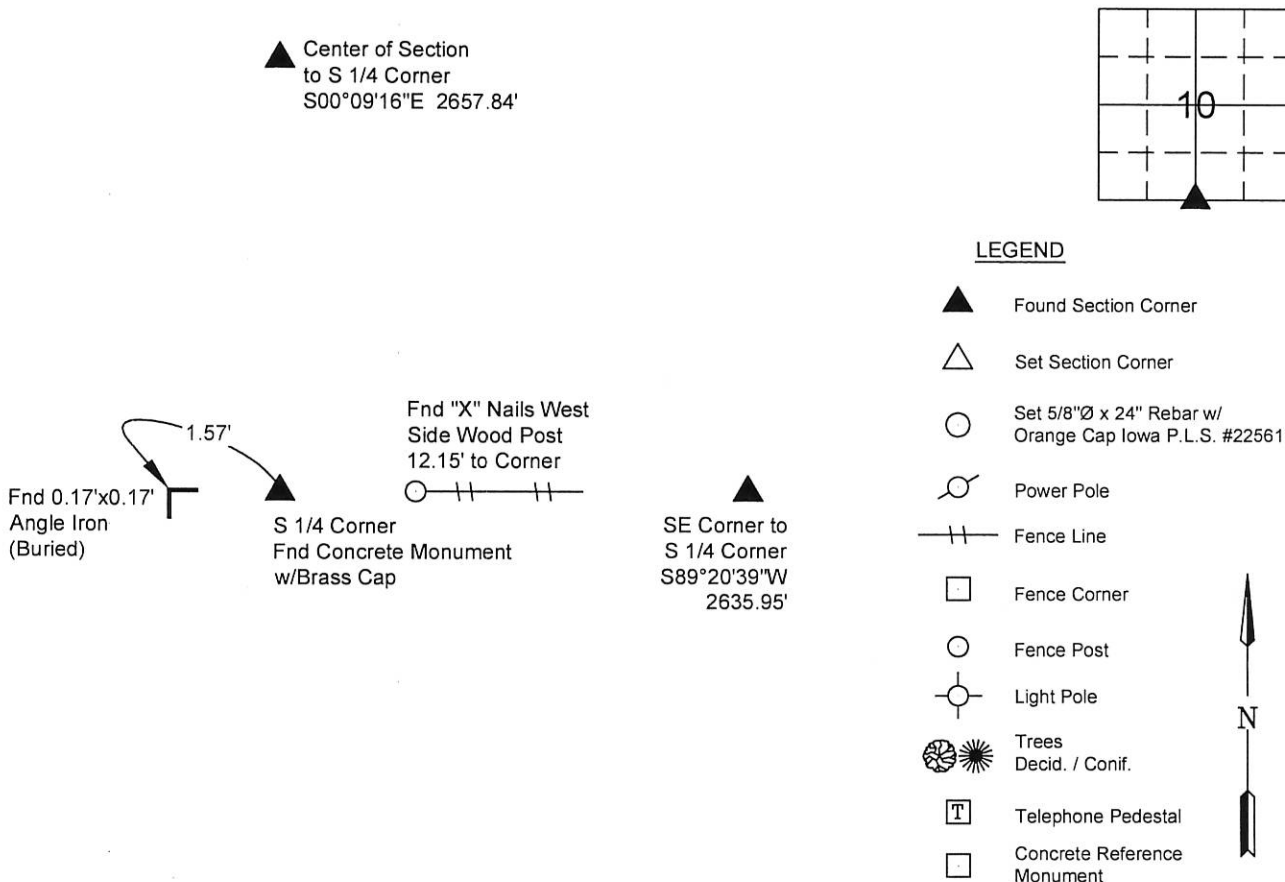 Center of Section
to S 1/4 Corner
S00°09'16"E 2657.84'
10
LEGEND
Found Section Corner
Set Section Corner
Set 5/8"Ø x 24" Rebar w/
Orange Cap Iowa P.L.S. #22561
Power Pole
Fence Line
Fence Corner
Fence Post
Light Pole
Trees
Decid. / Conif.
T
Telephone Pedestal
Concrete Reference
Monument
N
Fnd "X" Nails West
Side Wood Post
12.15' to Corner
1.57'
Fnd 0.17'x0.17'
Angle Iron
(Buried)
S 1/4 Corner
Fnd Concrete Monument
w/Brass Cap
SE Corner to
S 1/4 Corner
S89°20'39"W
2635.95'